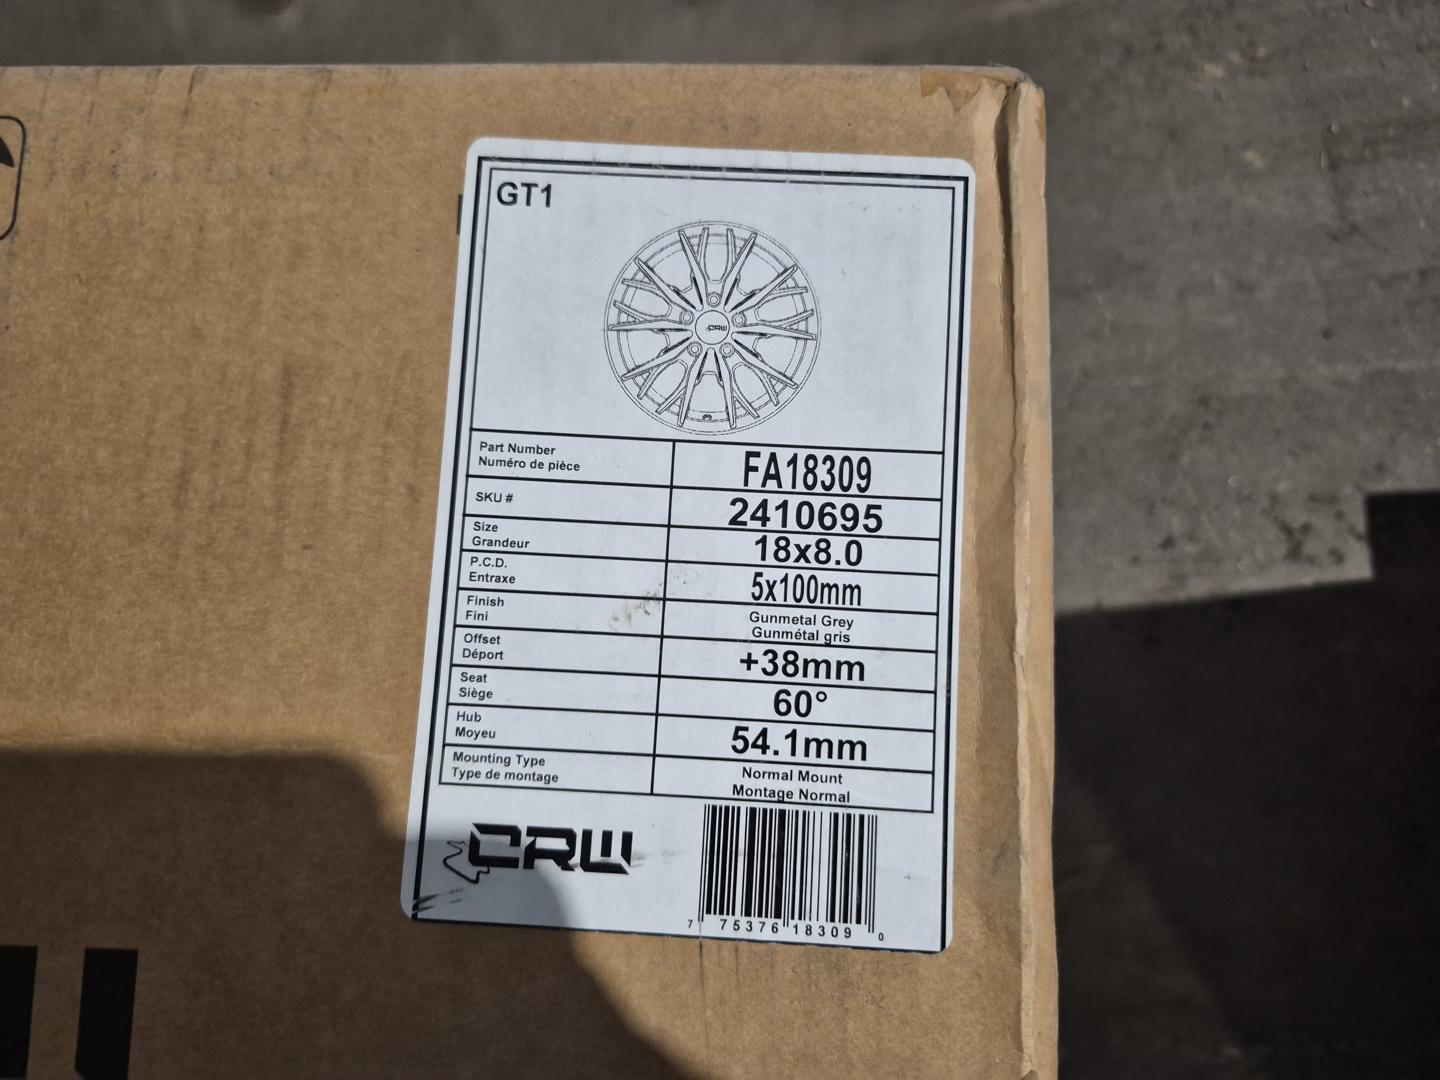 GT1
CRW
Part Number
Numéro de pièce
FA18309
SKU #
2410695
Size
Grandeur
18x8.0
P.C.D.
Entraxe
5x100mm
Finish
Fini
Gunmetal Grey
Gunmétal gris
Offset
Déport
+38mm
Seat
Siège
60°
Hub
Moyeu
54.1mm
Mounting Type
Type de montage
Normal Mount
Montage Normal
CRW
7 75376 18309 0